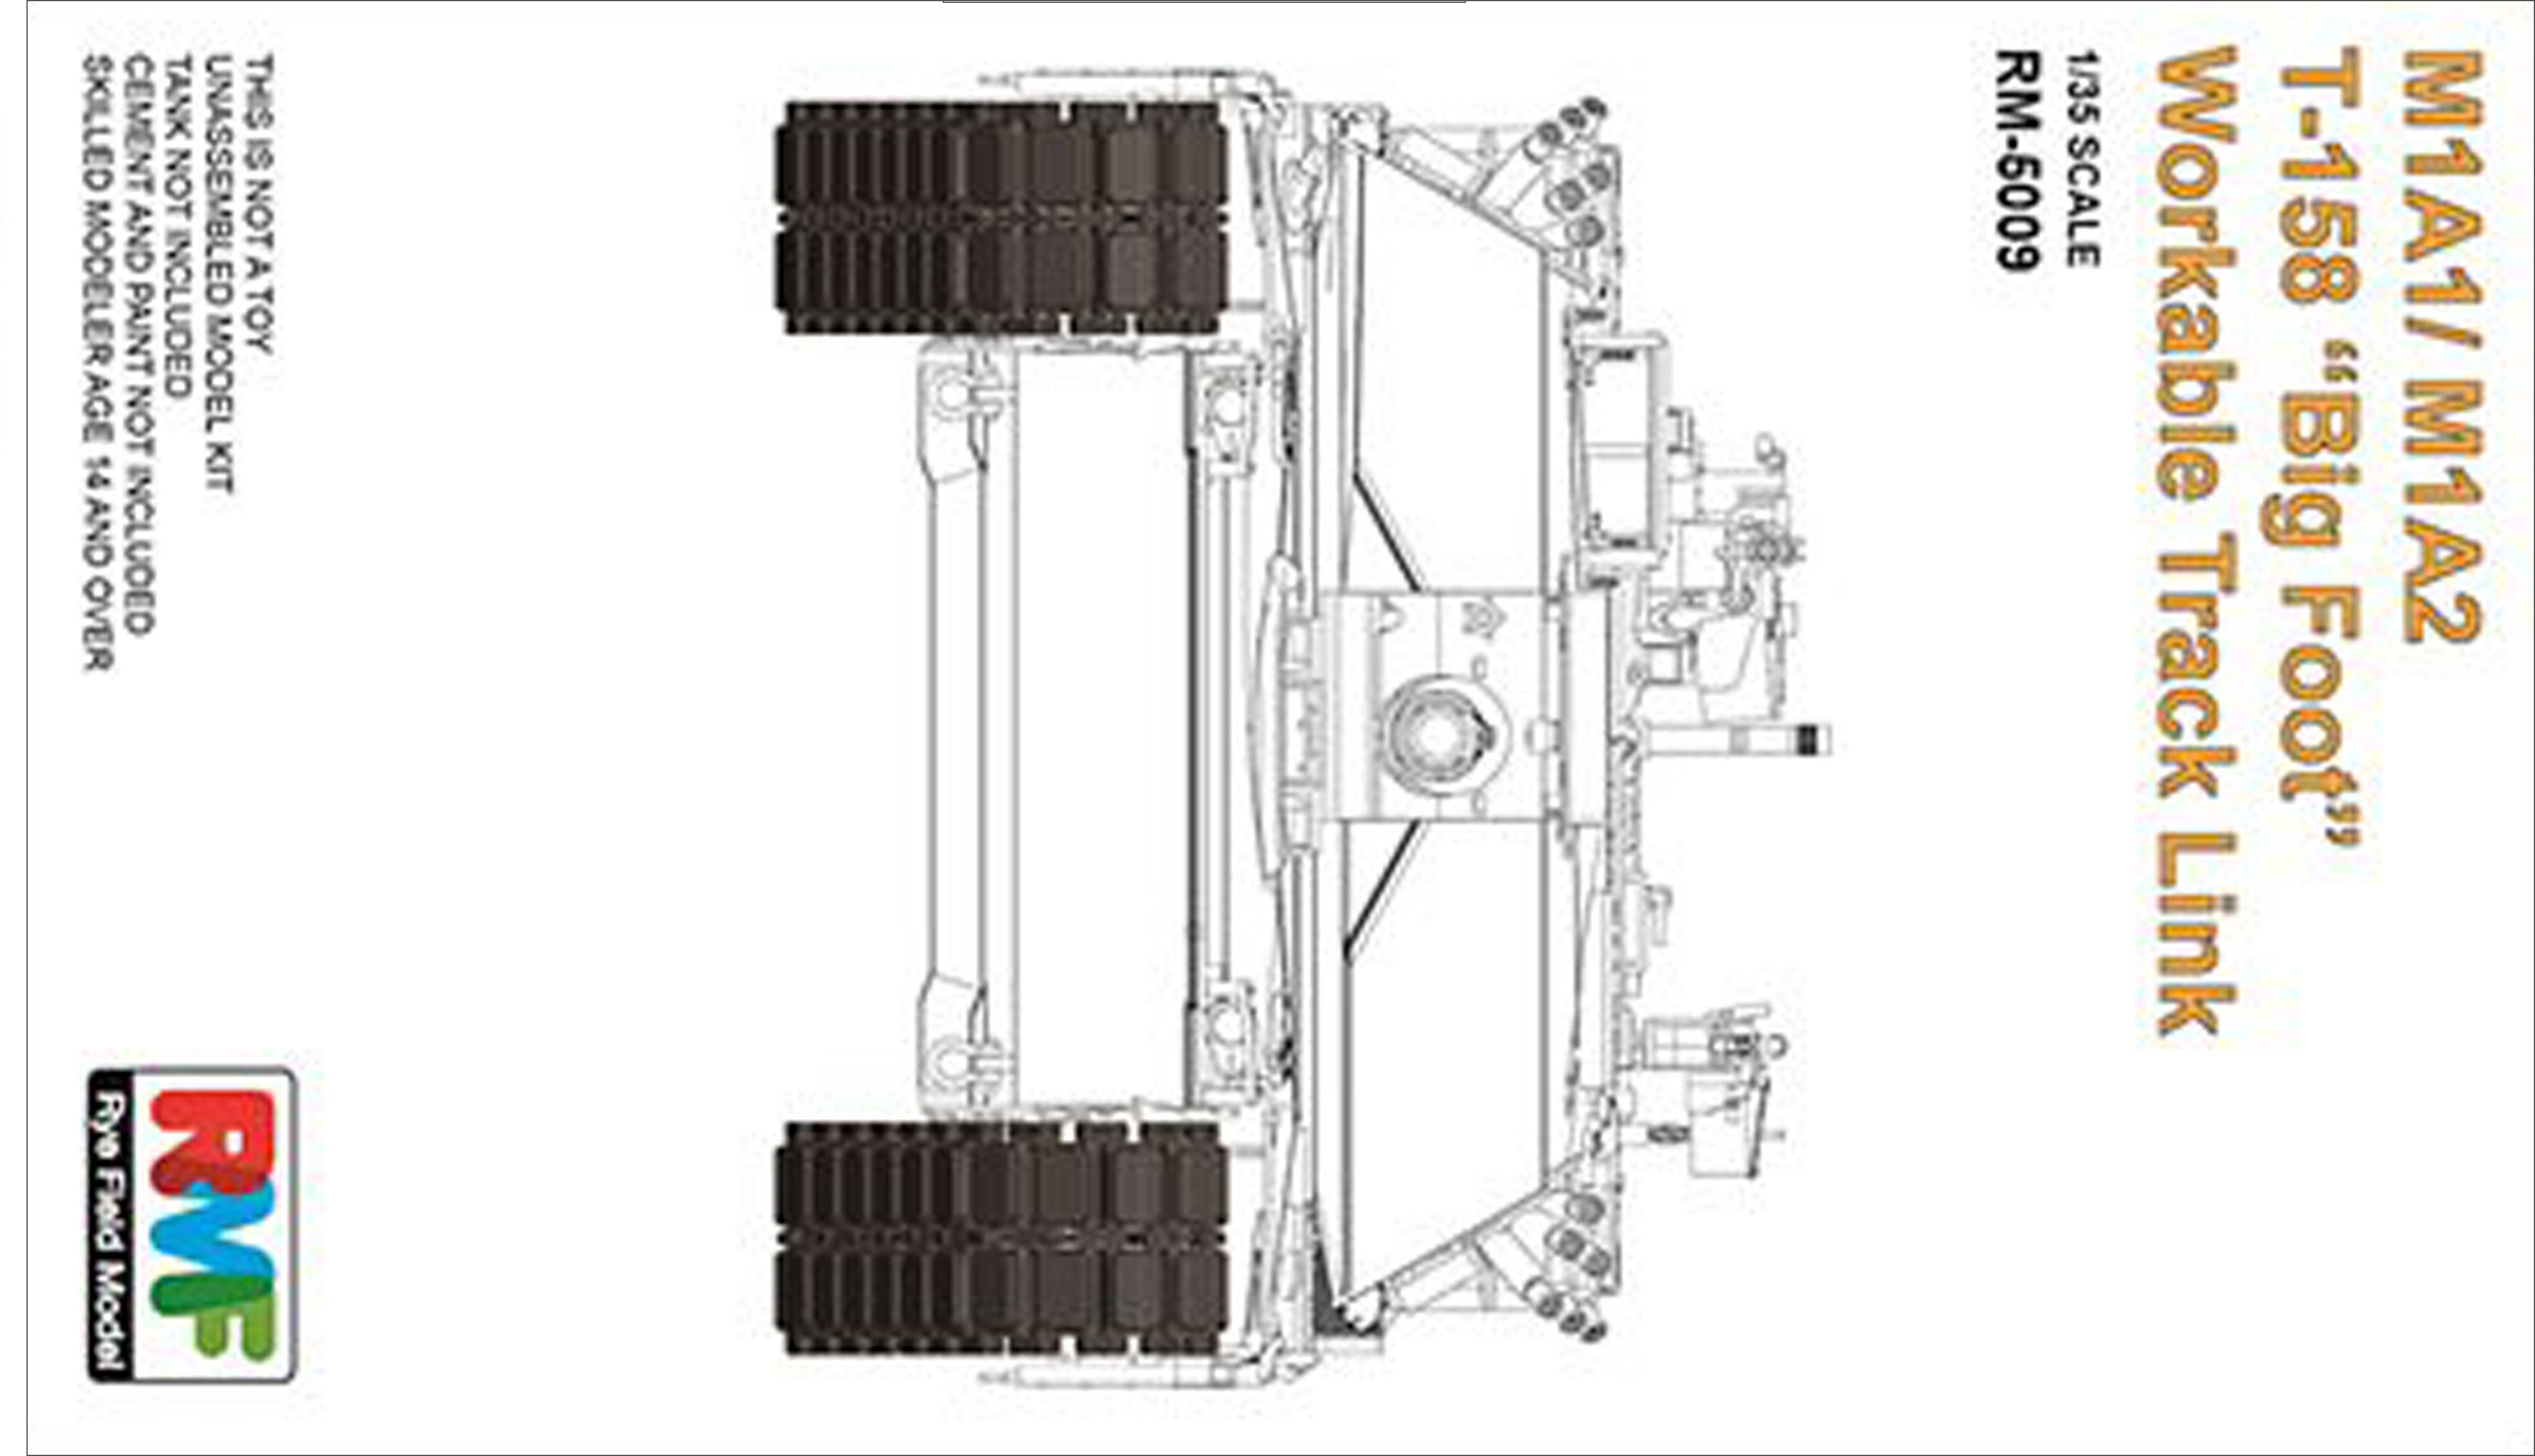 M1A1/ M1A2
T-158 “Big Foot”
Workable Track Link
1/35 SCALE
RM-5009
THIS IS NOT A TOY
UNASSEMBLED MODEL KIT
TANK NOT INCLUDED
CEMENT AND PAINT NOT INCLUDED
SKILLED MODELER AGE 14 AND OVER
RMF
Rye Field Model